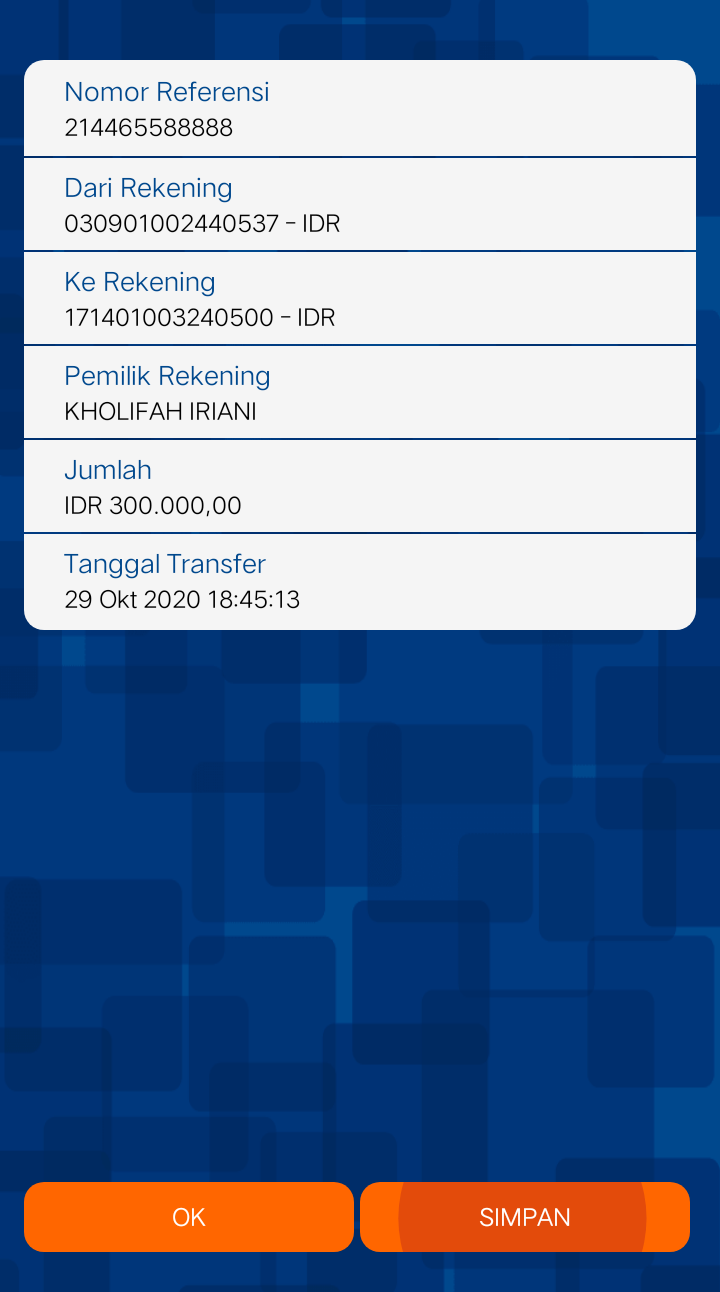 Nomor Referensi
214465588888
Dari Rekening
030901002440537 - IDR
Ke Rekening
171401003240500 - IDR
Pemilik Rekening
KHOLIFAH IRIANI
Jumlah
IDR 300.000,00
Tanggal Transfer
29 Okt 2020 18:45:13
OK
SIMPAN